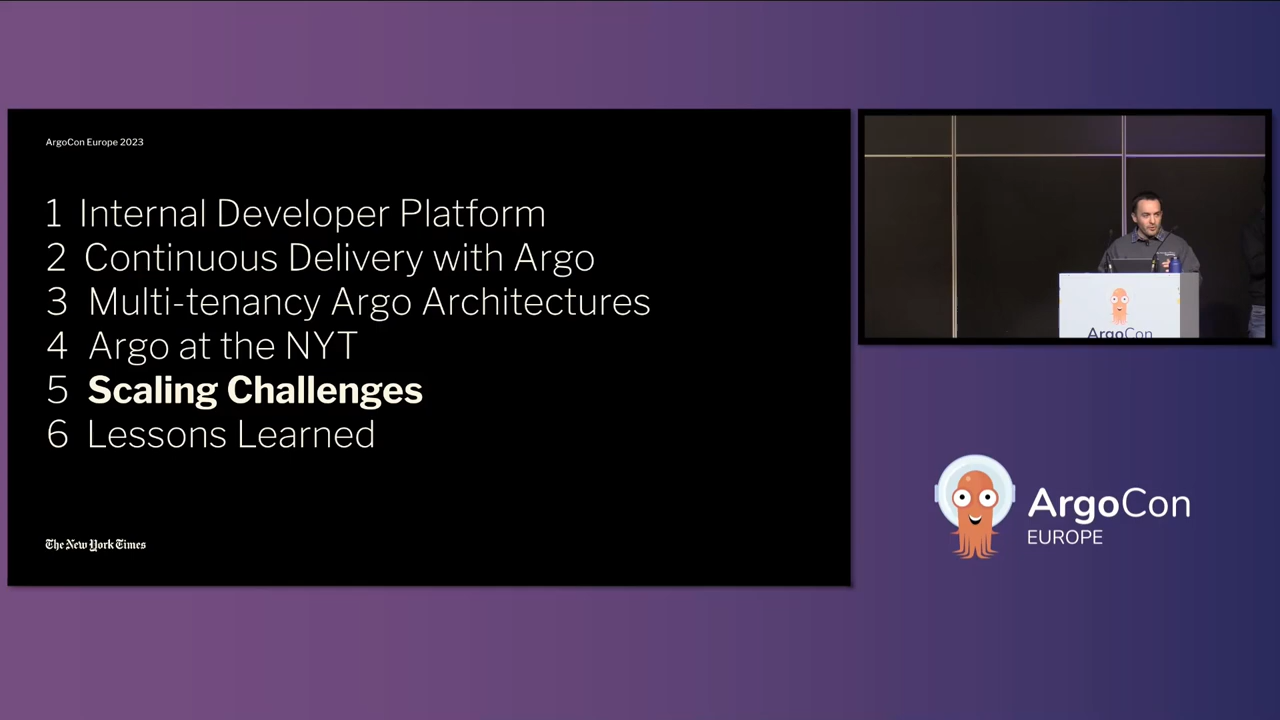 ArgoCon Europe 2023
1 Internal Developer Platform
2 Continuous Delivery with Argo
3 Multi-tenancy Argo Architectures
4 Argo at the NYT
5 Scaling Challenges
6 Lessons Learned
The New York Times
ArgoCon
ArgoCon
EUROPE